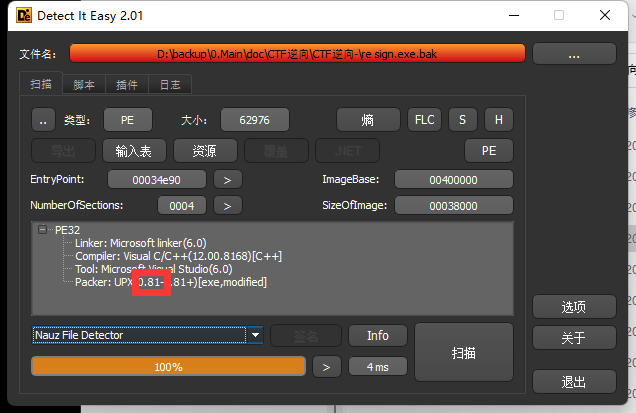 Detect It Easy 2.01
文件名: D:\backup\0.Main\doc\CTF逆向\CTF逆向-\re sign.exe.bak ...
扫描 脚本 插件 日志
.. 类型: PE 大小: 62976 熵 FLC S H
导出 输入表 资源 覆盖 .NET PE
EntryPoint: 00034e90 > ImageBase: 00400000
NumberOfSections: 0004 > SizeOfImage: 00038000
PE32
Linker: Microsoft linker(6.0)
Compiler: Visual C/C++(12.00.8168)[C++]
Tool: Microsoft Visual Studio(6.0)
Packer: UPX 0.81- .81+)[exe,modified]
选项
Nauz File Detector 签名 Info 扫描 关于
100% > 4 ms
退出